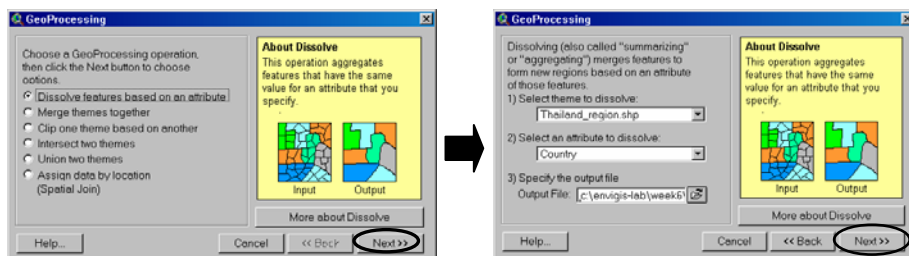 GeoProcessing
Choose a GeoProcessing operation,
then click the Next button to choose
options.
Dissolve features based on an attribute
Merge themes together
Clip one theme based on another
Intersect two themes
Union two themes
Assign data by location
(Spatial Join)
About Dissolve
This operation aggregates
features that have the same
value for an attribute that you
specify.
Input Output
More about Dissolve
Help... Cancel << Back Next >>
GeoProcessing
Dissolving (also called "summarizing"
or "aggregating") merges features to
form new regions based on an attribute
of those features.
1) Select theme to dissolve:
Thailand_region.shp
2) Select an attribute to dissolve:
Country
3) Specify the output file
Output File: c:\envigis-lab\week6\
About Dissolve
This operation aggregates
features that have the same
value for an attribute that you
specify.
Input Output
More about Dissolve
Help... Cancel << Back Next >>